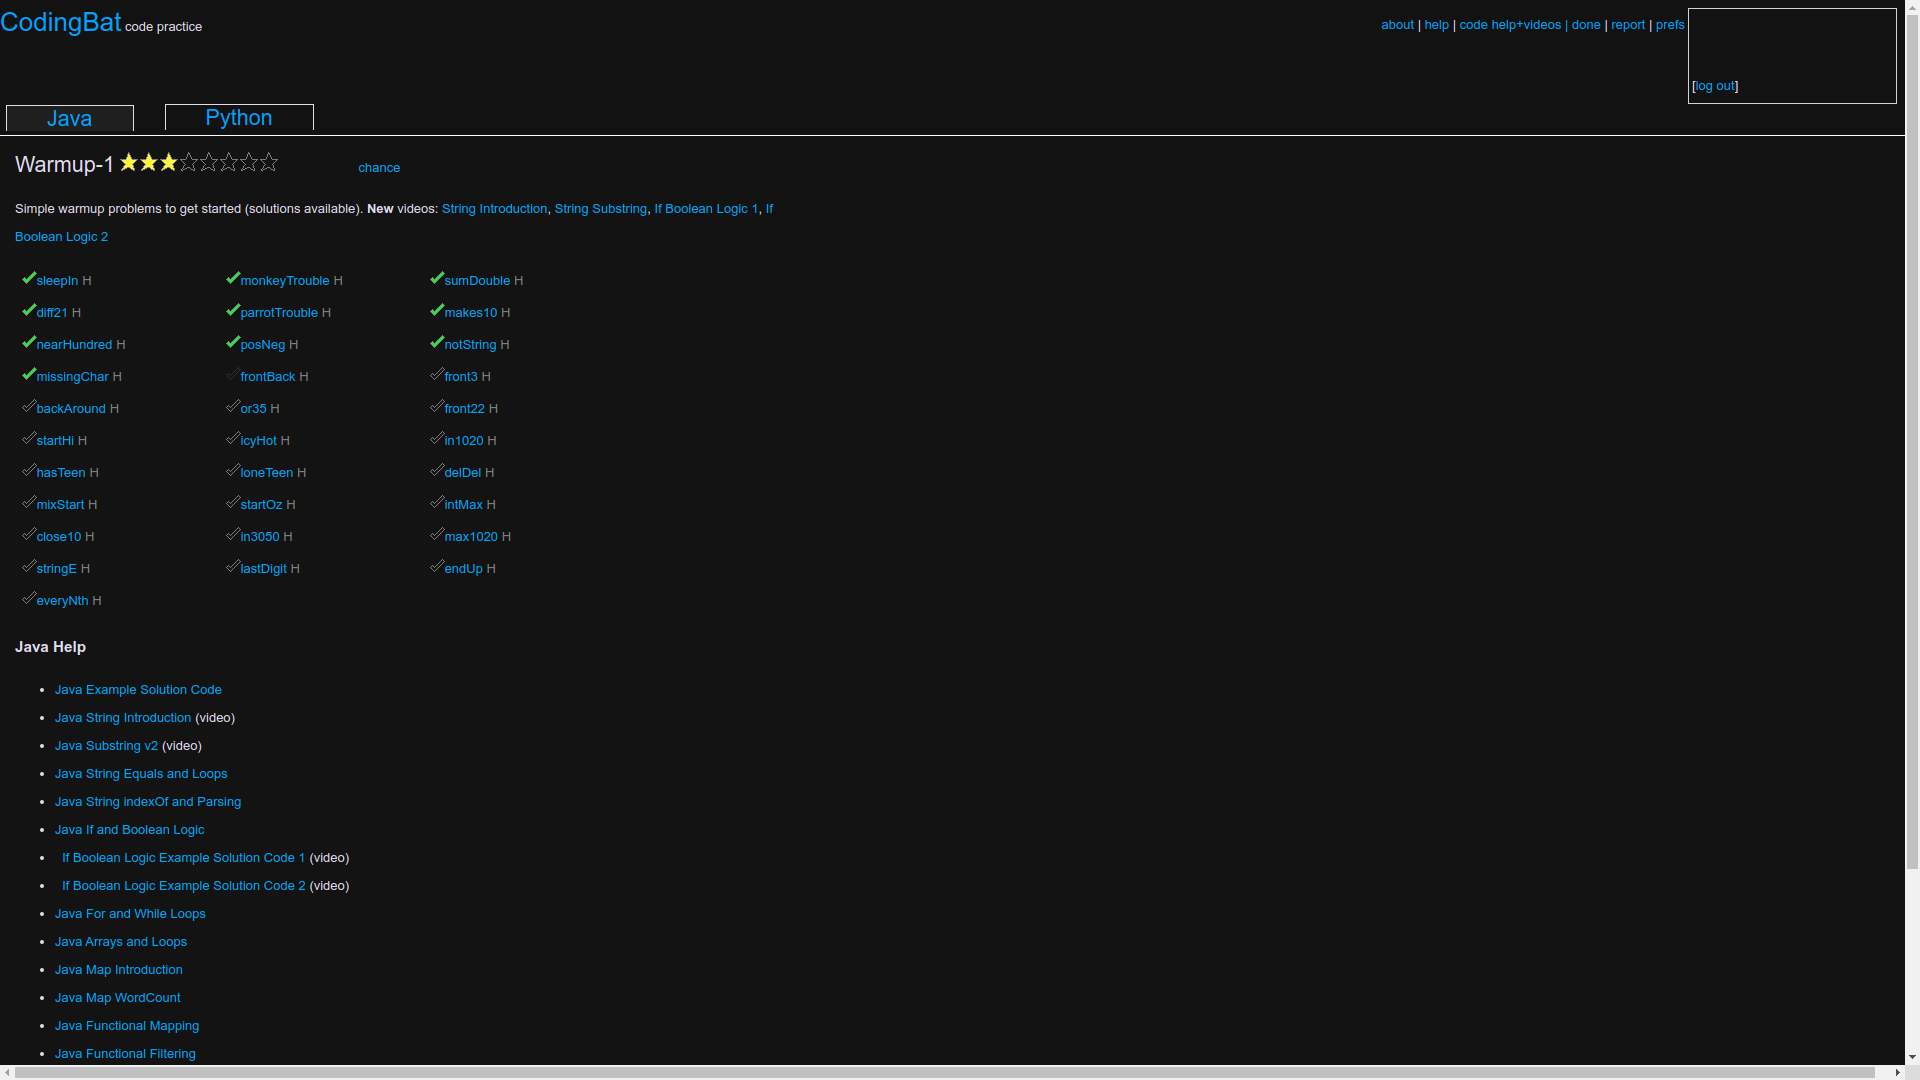 CodingBat code practice
about | help | code help+videos | done | report | prefs
[log out]
Java Python
Warmup-1 chance
Simple warmup problems to get started (solutions available). New videos: String Introduction, String Substring, If Boolean Logic 1, If
Boolean Logic 2
sleepIn H monkeyTrouble H sumDouble H
diff21 H parrotTrouble H makes10 H
nearHundred H posNeg H notString H
missingChar H frontBack H front3 H
backAround H or35 H front22 H
startHi H icyHot H in1020 H
hasTeen H loneTeen H delDel H
mixStart H startOz H intMax H
close10 H in3050 H max1020 H
stringE H lastDigit H endUp H
everyNth H
Java Help
• Java Example Solution Code
• Java String Introduction (video)
• Java Substring v2 (video)
• Java String Equals and Loops
• Java String indexOf and Parsing
• Java If and Boolean Logic
• If Boolean Logic Example Solution Code 1 (video)
• If Boolean Logic Example Solution Code 2 (video)
• Java For and While Loops
• Java Arrays and Loops
• Java Map Introduction
• Java Map WordCount
• Java Functional Mapping
• Java Functional Filtering